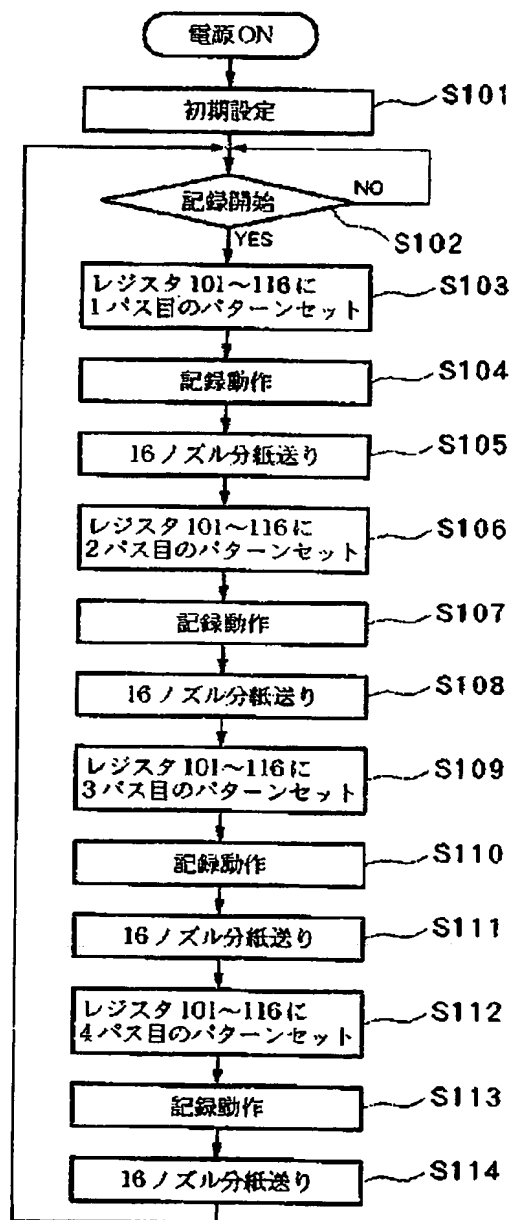 電源ON
初期設定
S101
記録開始
NO
S102
YES
レジスタ101～116に
1パス目のパターンセット
S103
記録動作
S104
16ノズル分紙送り
S105
レジスタ101～116に
2パス目のパターンセット
S106
記録動作
S107
16ノズル分紙送り
S108
レジスタ101～116に
3パス目のパターンセット
S109
記録動作
S110
16ノズル分紙送り
S111
レジスタ101～116に
4パス目のパターンセット
S112
記録動作
S113
16ノズル分紙送り
S114